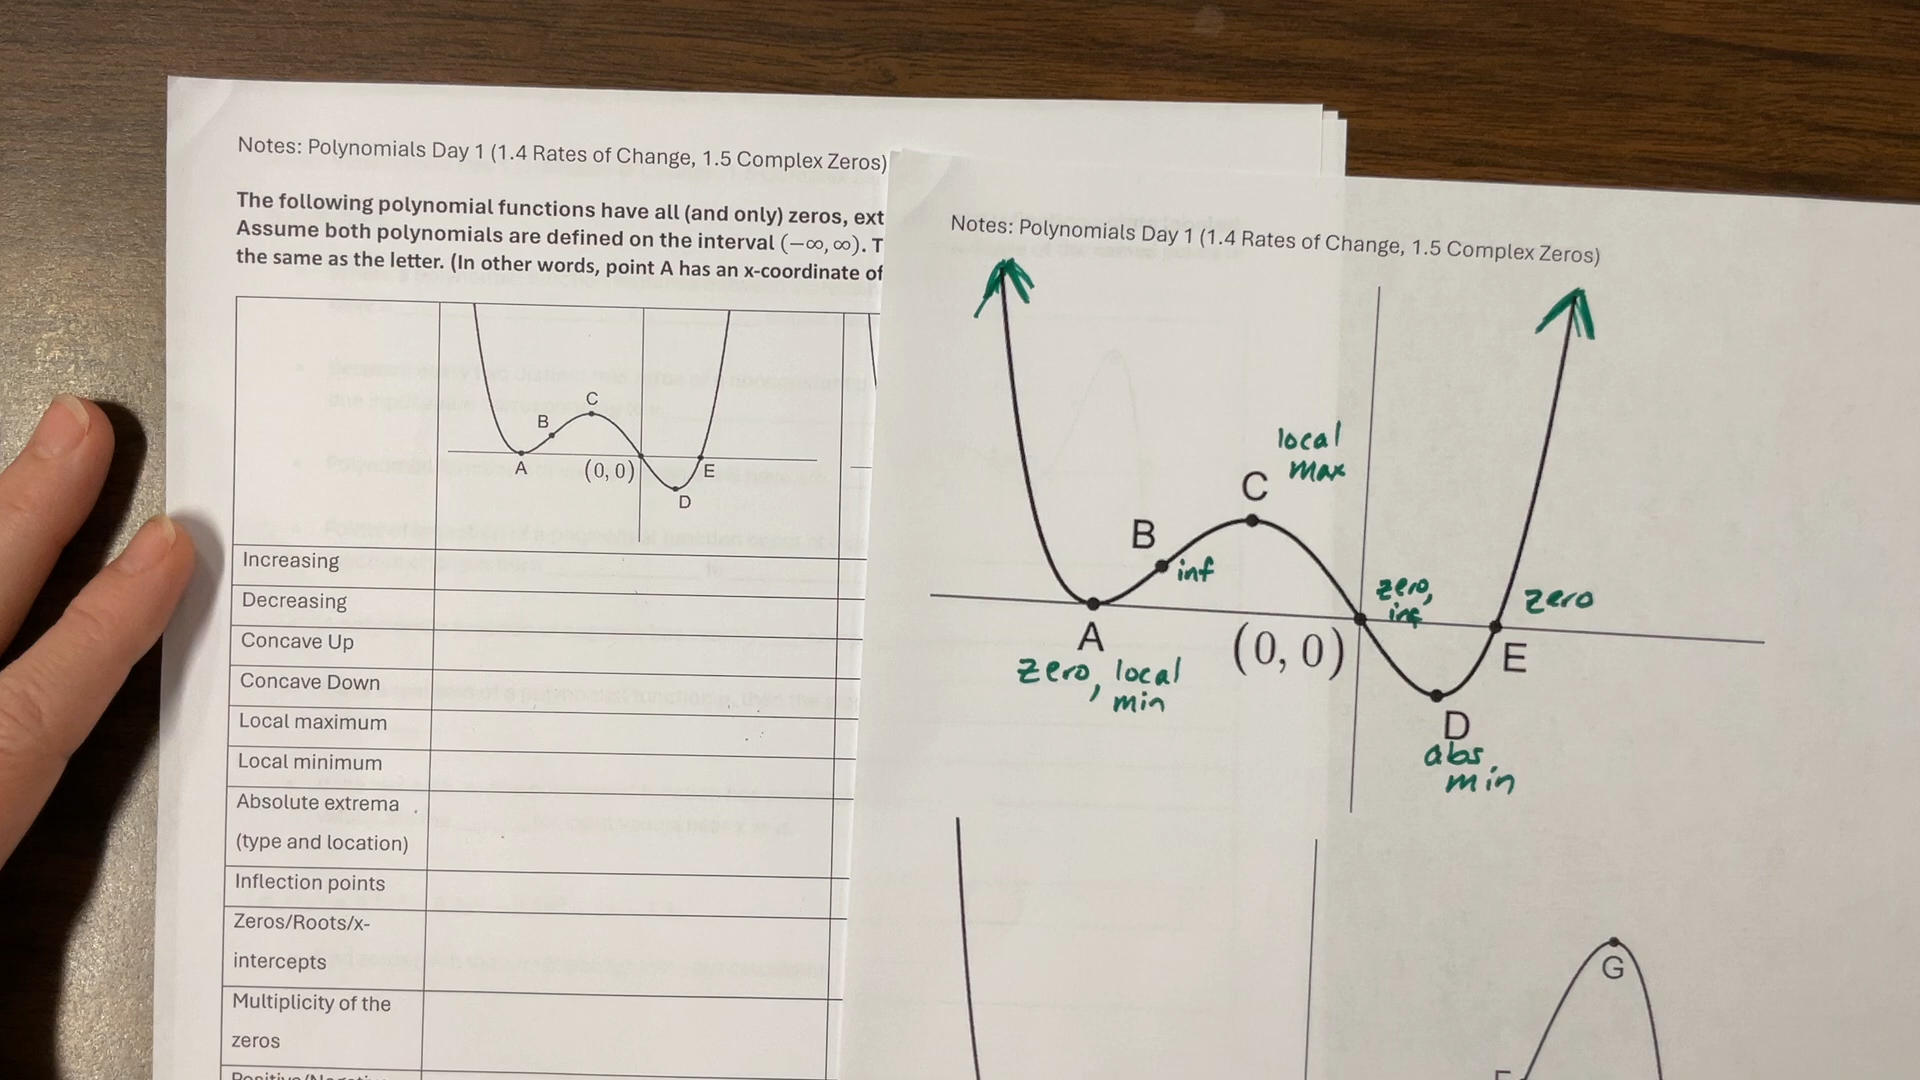 Notes: Polynomials Day 1 (1.4 Rates of Change, 1.5 Complex Zeros)
The following polynomial functions have all (and only) zeros, ext
Assume both polynomials are defined on the interval (−∞, ∞). T
the same as the letter. (In other words, point A has an x-coordinate of
C
B
A
(0, 0)
E
D
Increasing
Decreasing
Concave Up
Concave Down
Local maximum
Local minimum
Absolute extrema
(type and location)
Inflection points
Zeros/Roots/x-
intercepts
Multiplicity of the
zeros
Notes: Polynomials Day 1 (1.4 Rates of Change, 1.5 Complex Zeros)
local
max
C
B
inf
zero,
inf
zero
A
(0, 0)
E
zero, local
min
D
abs
min
G